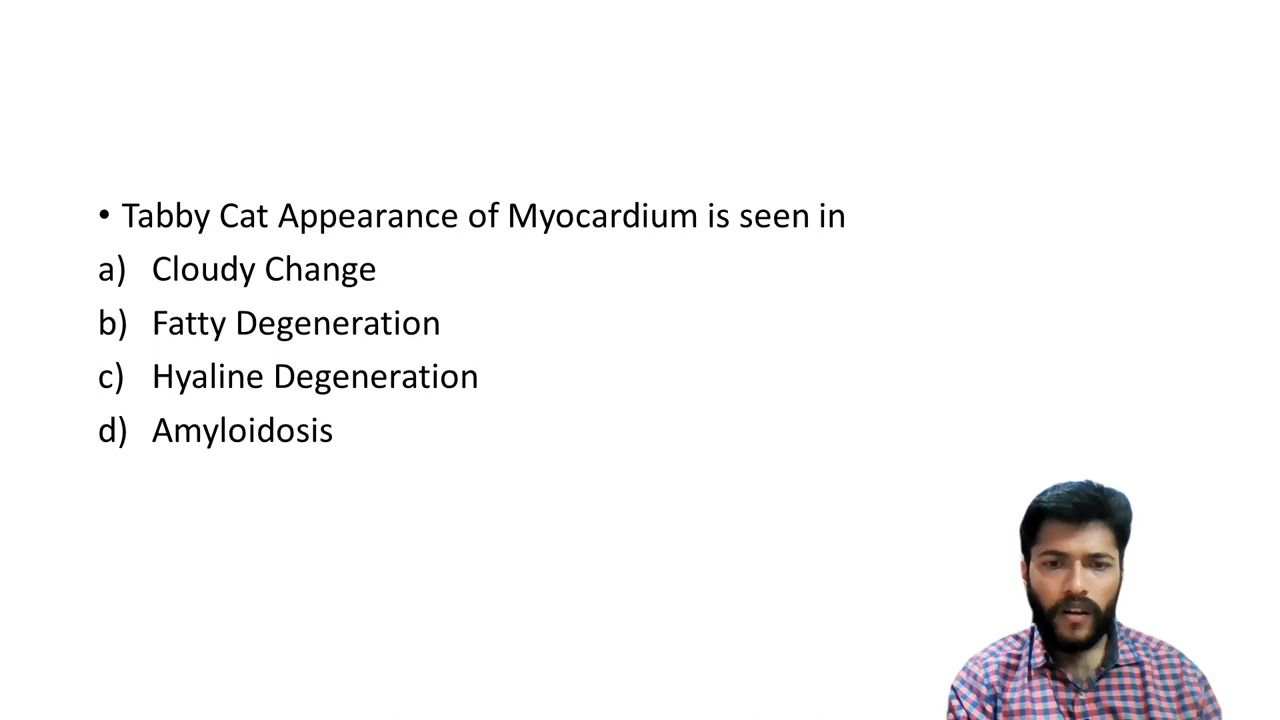 • Tabby Cat Appearance of Myocardium is seen in
a) Cloudy Change
b) Fatty Degeneration
c) Hyaline Degeneration
d) Amyloidosis